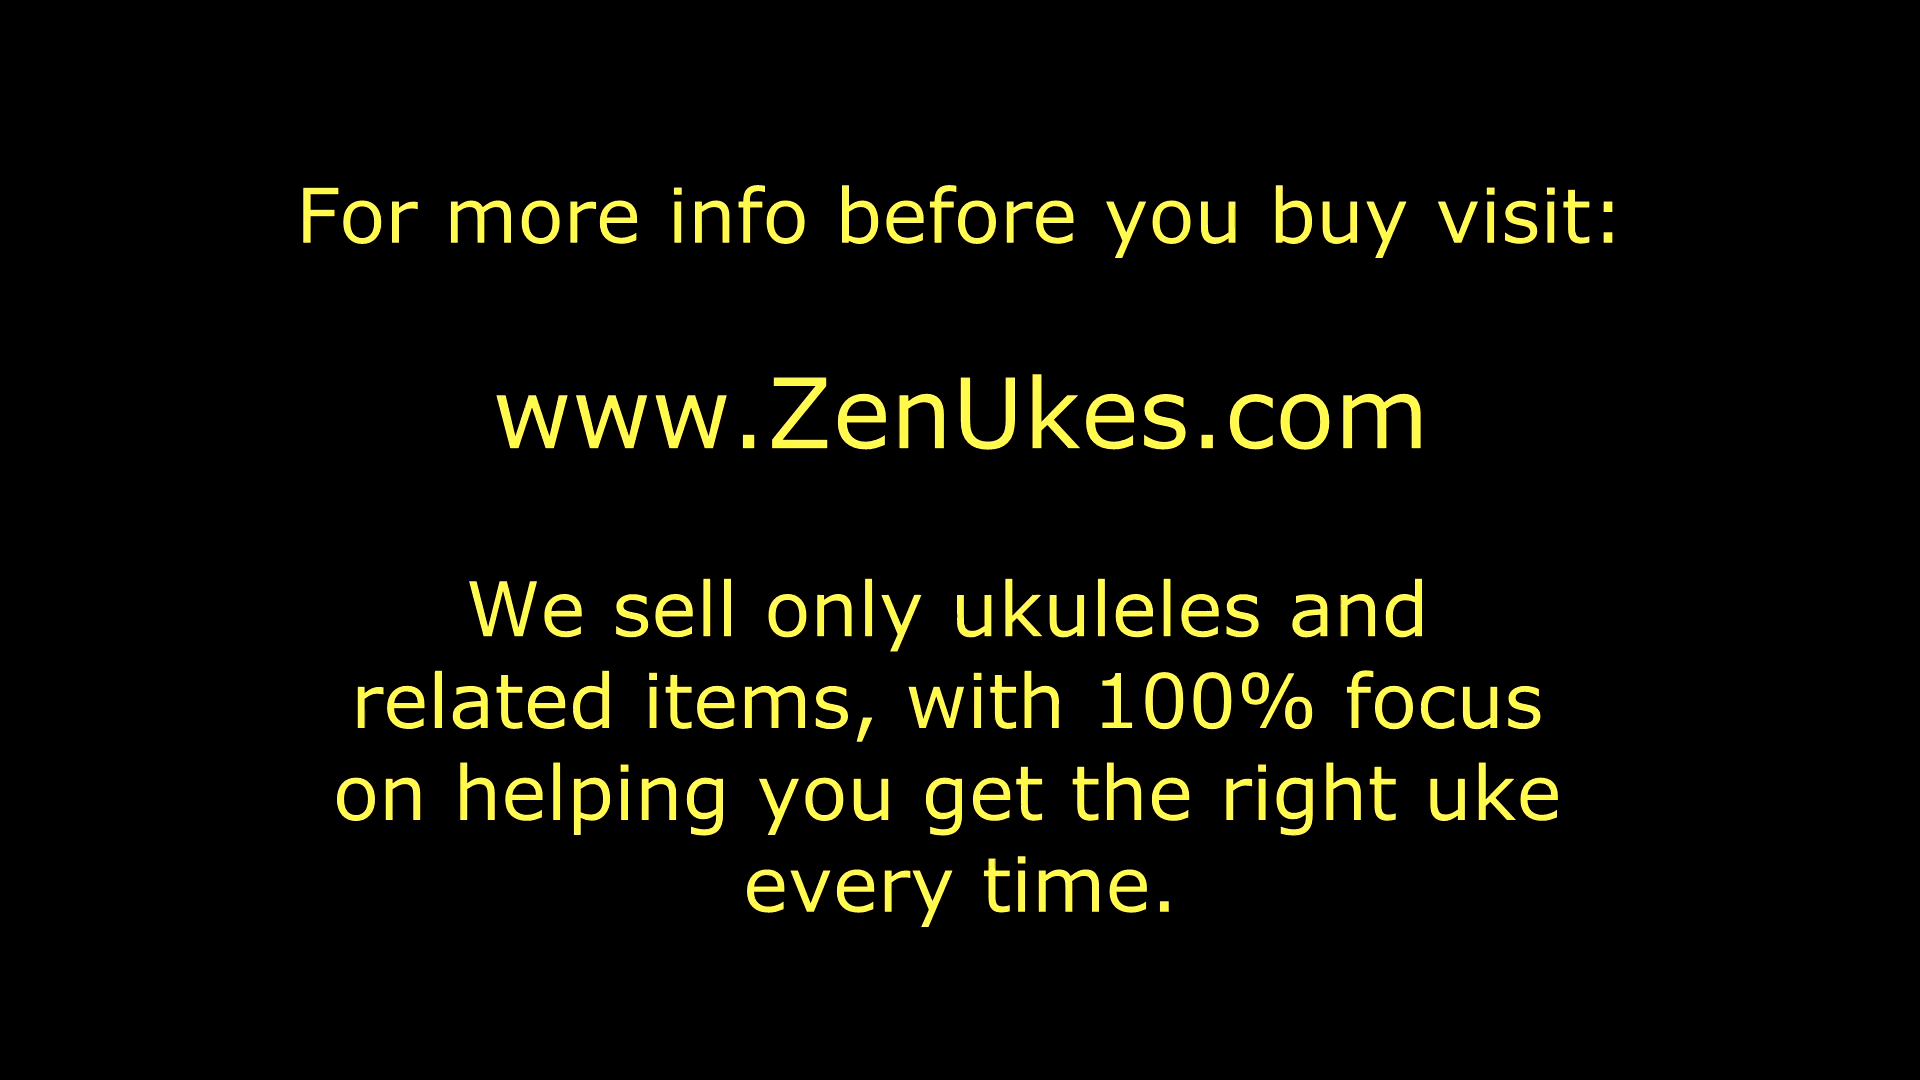 For more info before you buy visit:
www.ZenUkes.com
We sell only ukuleles and
related items, with 100% focus
on helping you get the right uke
every time.